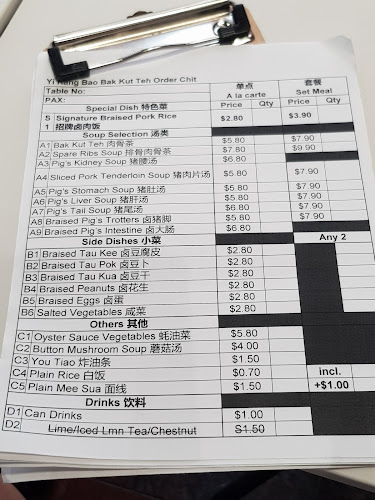 Yi Kang Bao Bak Kut Teh Order Chit
Table No: 单点 套餐
PAX: A la carte Set Meal
Special Dish 特色菜 Price Qty Price Qty
S1 Signature Braised Pork Rice 招牌卤肉饭 $2.80 $3.90
Soup Selection 汤类
A1 Bak Kut Teh 肉骨茶 $5.80 $7.90
A2 Spare Ribs Soup 排骨肉骨茶 $7.80 $9.90
A3 Pig's Kidney Soup 猪腰汤 $6.80
A4 Sliced Pork Tenderloin Soup 猪肉片汤 $5.80 $7.90
A5 Pig's Stomach Soup 猪肚汤 $5.80 $7.90
A6 Pig's Liver Soup 猪肝汤 $5.80 $7.90
A7 Pig's Tail Soup 猪尾汤 $6.80 $7.90
A8 Braised Pig's Trotters 卤猪脚 $5.80 $7.90
A9 Braised Pig's Intestine 卤大肠 $6.80
Side Dishes 小菜 Any 2
B1 Braised Tau Kee 卤豆腐皮 $2.80
B2 Braised Tau Pok 卤豆卜 $2.80
B3 Braised Tau Kua 卤豆干 $2.80
B4 Braised Peanuts 卤花生 $2.80
B5 Braised Eggs 卤蛋 $2.80
B6 Salted Vegetables 咸菜 $2.80
Others 其他
C1 Oyster Sauce Vegetables 蚝油菜 $5.80
C2 Button Mushroom Soup 蘑菇汤 $4.00
C3 You Tiao 炸油条 $1.50
C4 Plain Rice 白饭 $0.70 incl.
C5 Plain Mee Sua 面线 $1.50 +$1.00
Drinks 饮料
D1 Can Drinks $1.00
D2 Lime/Iced Lmn Tea/Chestnut $1.50